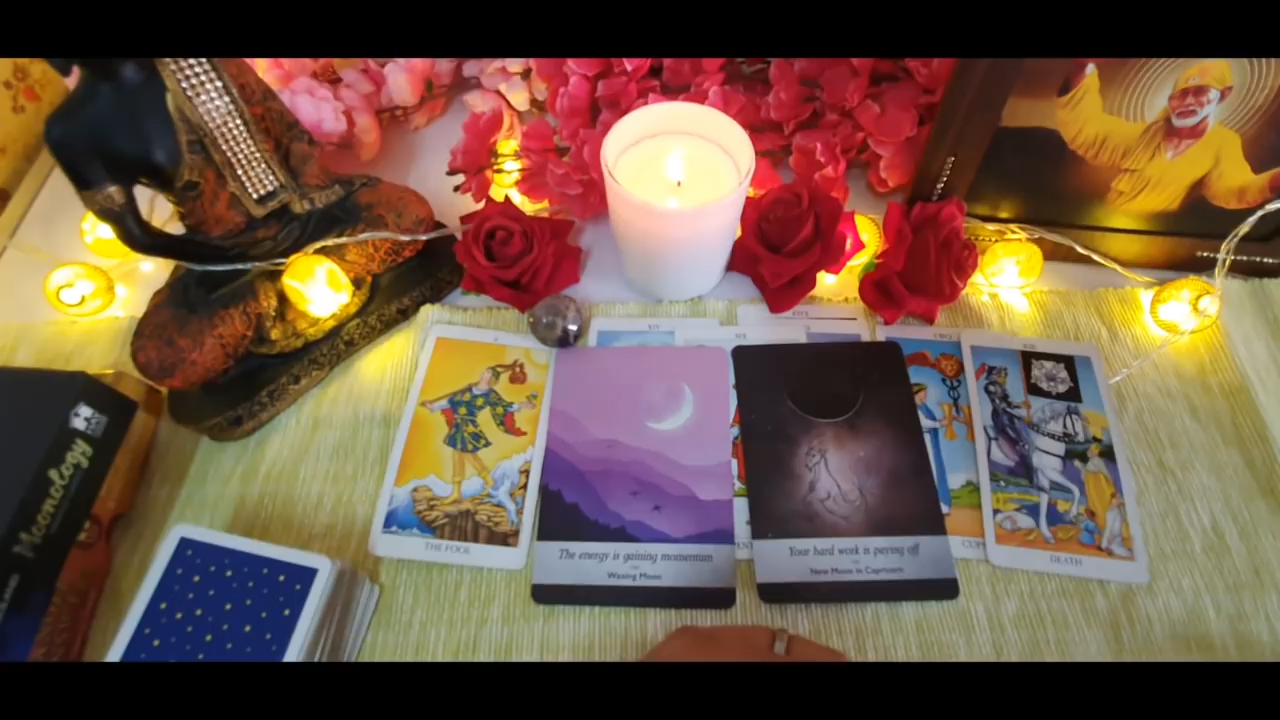 XIV
THE FOOL
The energy is gaining momentum
Waxing Moon
Your hard work is paying off
New Moon in Capricorn
DEATH
Moonology